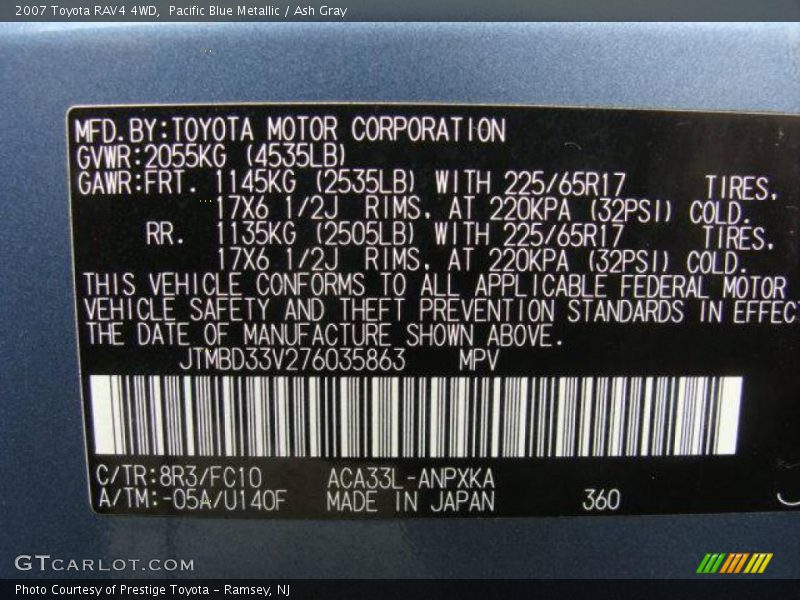 2007 Toyota RAV4 4WD,  Pacific Blue Metallic / Ash Gray
MFD.BY:TOYOTA MOTOR CORPORATION
GVWR:2055KG (4535LB)
GAWR:FRT. 1145KG (2535LB) WITH 225/65R17 TIRES,
17X6 1/2J RIMS, AT 220KPA (32PSI) COLD.
RR. 1135KG (2505LB) WITH 225/65R17 TIRES,
17X6 1/2J RIMS, AT 220KPA (32PSI) COLD.
THIS VEHICLE CONFORMS TO ALL APPLICABLE FEDERAL MOTOR
VEHICLE SAFETY AND THEFT PREVENTION STANDARDS IN EFFECT
THE DATE OF MANUFACTURE SHOWN ABOVE.
JTMBD33V276035863 MPV
C/TR:8R3/FC10 ACA33L-ANPXKA
A/TM:-05A/U140F MADE IN JAPAN 360
GTCARLOT.COM
Photo Courtesy of Prestige Toyota - Ramsey, NJ